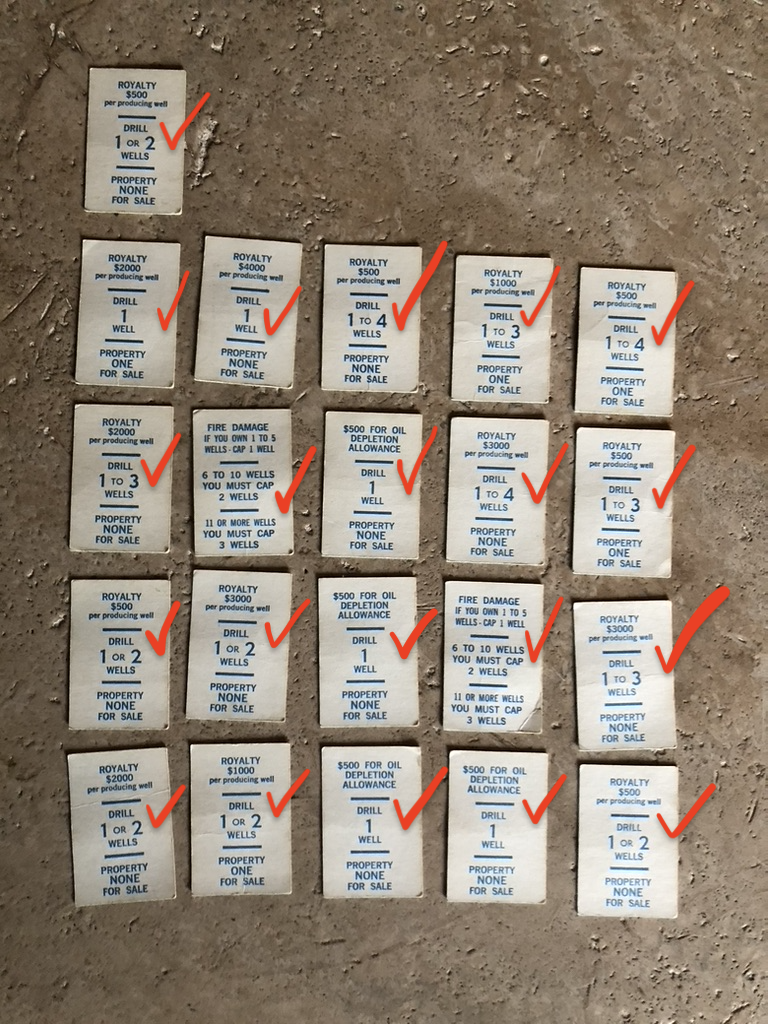 ROYALTY
$500
per producing well
DRILL
1 OR 2
WELLS
PROPERTY
NONE
FOR SALE
ROYALTY
$2000
per producing well
DRILL
1
WELL
PROPERTY
ONE
FOR SALE
ROYALTY
$4000
per producing well
DRILL
1
WELL
PROPERTY
NONE
FOR SALE
ROYALTY
$500
per producing well
DRILL
1 TO 4
WELLS
PROPERTY
NONE
FOR SALE
ROYALTY
$1000
per producing well
DRILL
1 TO 3
WELLS
PROPERTY
ONE
FOR SALE
ROYALTY
$500
per producing well
DRILL
1 TO 4
WELLS
PROPERTY
ONE
FOR SALE
ROYALTY
$2000
per producing well
DRILL
1 TO 3
WELLS
PROPERTY
NONE
FOR SALE
FIRE DAMAGE
IF YOU OWN 1 TO 5
WELLS - CAP 1 WELL
6 TO 10 WELLS
YOU MUST CAP
2 WELLS
11 OR MORE WELLS
YOU MUST CAP
3 WELLS
$500 FOR OIL
DEPLETION
ALLOWANCE
DRILL
1
WELL
PROPERTY
NONE
FOR SALE
ROYALTY
$3000
per producing well
DRILL
1 TO 4
WELLS
PROPERTY
NONE
FOR SALE
ROYALTY
$500
per producing well
DRILL
1 TO 3
WELLS
PROPERTY
ONE
FOR SALE
ROYALTY
$500
per producing well
DRILL
1 OR 2
WELLS
PROPERTY
NONE
FOR SALE
ROYALTY
$3000
per producing well
DRILL
1 OR 2
WELLS
PROPERTY
NONE
FOR SALE
$500 FOR OIL
DEPLETION
ALLOWANCE
DRILL
1
WELL
PROPERTY
NONE
FOR SALE
FIRE DAMAGE
IF YOU OWN 1 TO 5
WELLS - CAP 1 WELL
6 TO 10 WELLS
YOU MUST CAP
2 WELLS
11 OR MORE WELLS
YOU MUST CAP
3 WELLS
ROYALTY
$3000
per producing well
DRILL
1 TO 3
WELLS
PROPERTY
NONE
FOR SALE
ROYALTY
$2000
per producing well
DRILL
1 OR 2
WELLS
PROPERTY
NONE
FOR SALE
ROYALTY
$1000
per producing well
DRILL
1 OR 2
WELLS
PROPERTY
ONE
FOR SALE
$500 FOR OIL
DEPLETION
ALLOWANCE
DRILL
1
WELL
PROPERTY
NONE
FOR SALE
$500 FOR OIL
DEPLETION
ALLOWANCE
DRILL
1
WELL
PROPERTY
NONE
FOR SALE
ROYALTY
$500
per producing well
DRILL
1 OR 2
WELLS
PROPERTY
NONE
FOR SALE